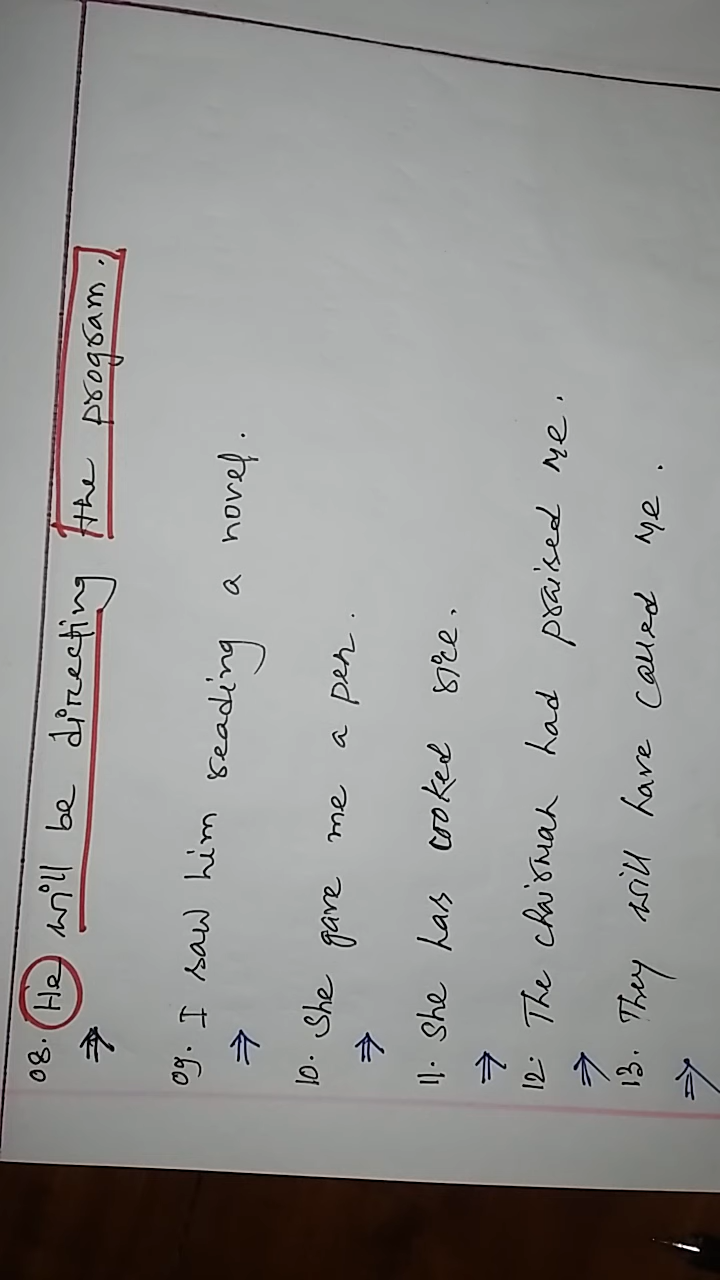 08. He will be directing the program.
⇒
09. I saw him reading a novel.
⇒
10. She gave me a pen.
⇒
11. She has cooked rice.
⇒
12. The chairman had praised me.
⇒
13. They will have called me.
⇒